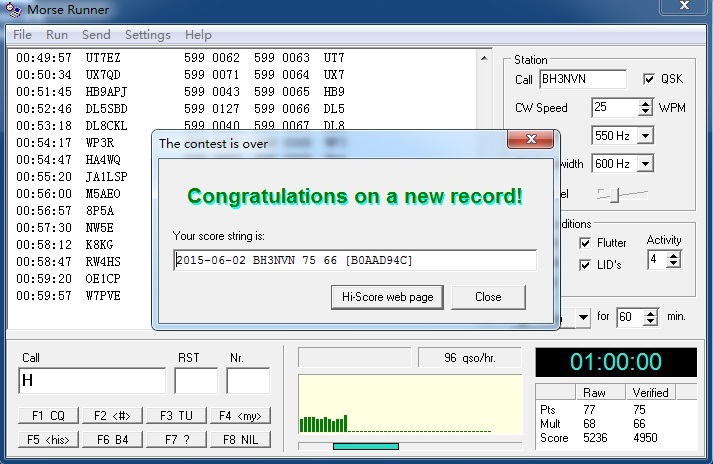 Morse Runner
File Run Send Settings Help
00:49:57 UT7EZ 599 0062 599 0063 UT7
00:50:34 UX7QD 599 0071 599 0064 UX7
00:51:45 HB9APJ 599 0043 599 0065 HB9
00:52:46 DL5SBD 599 0127 599 0066 DL5
00:53:18 DL8CKL 599 0040 599 0067 DL8
00:54:17 WP3R
00:54:47 HA4WQ
00:55:20 JA1LSP
00:56:00 M5AEO
00:56:57 8P5A
00:57:30 NW5E
00:58:12 K8KG
00:58:47 RW4HS
00:59:20 OE1CP
00:59:57 W7PVE
Station
Call BH3NVN QSK
CW Speed 25 WPM
550 Hz
600 Hz
Flutter
LID's
Activity
4
for 60 min.
The contest is over
Congratulations on a new record!
Your score string is:
2015-06-02 BH3NVN 75 66 [B0AAD94C]
Hi-Score web page Close
Call RST Nr.
H
F1 CQ F2 <#> F3 TU F4 <my>
F5 <his> F6 B4 F7 ? F8 NIL
96 qso/hr.
01:00:00
Raw Verified
Pts 77 75
Mult 68 66
Score 5236 4950